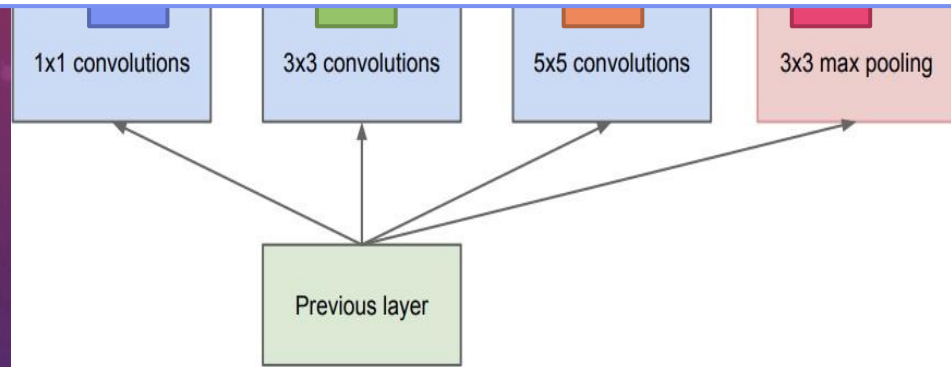 1x1 convolutions
3x3 convolutions
5x5 convolutions
3x3 max pooling
Previous layer